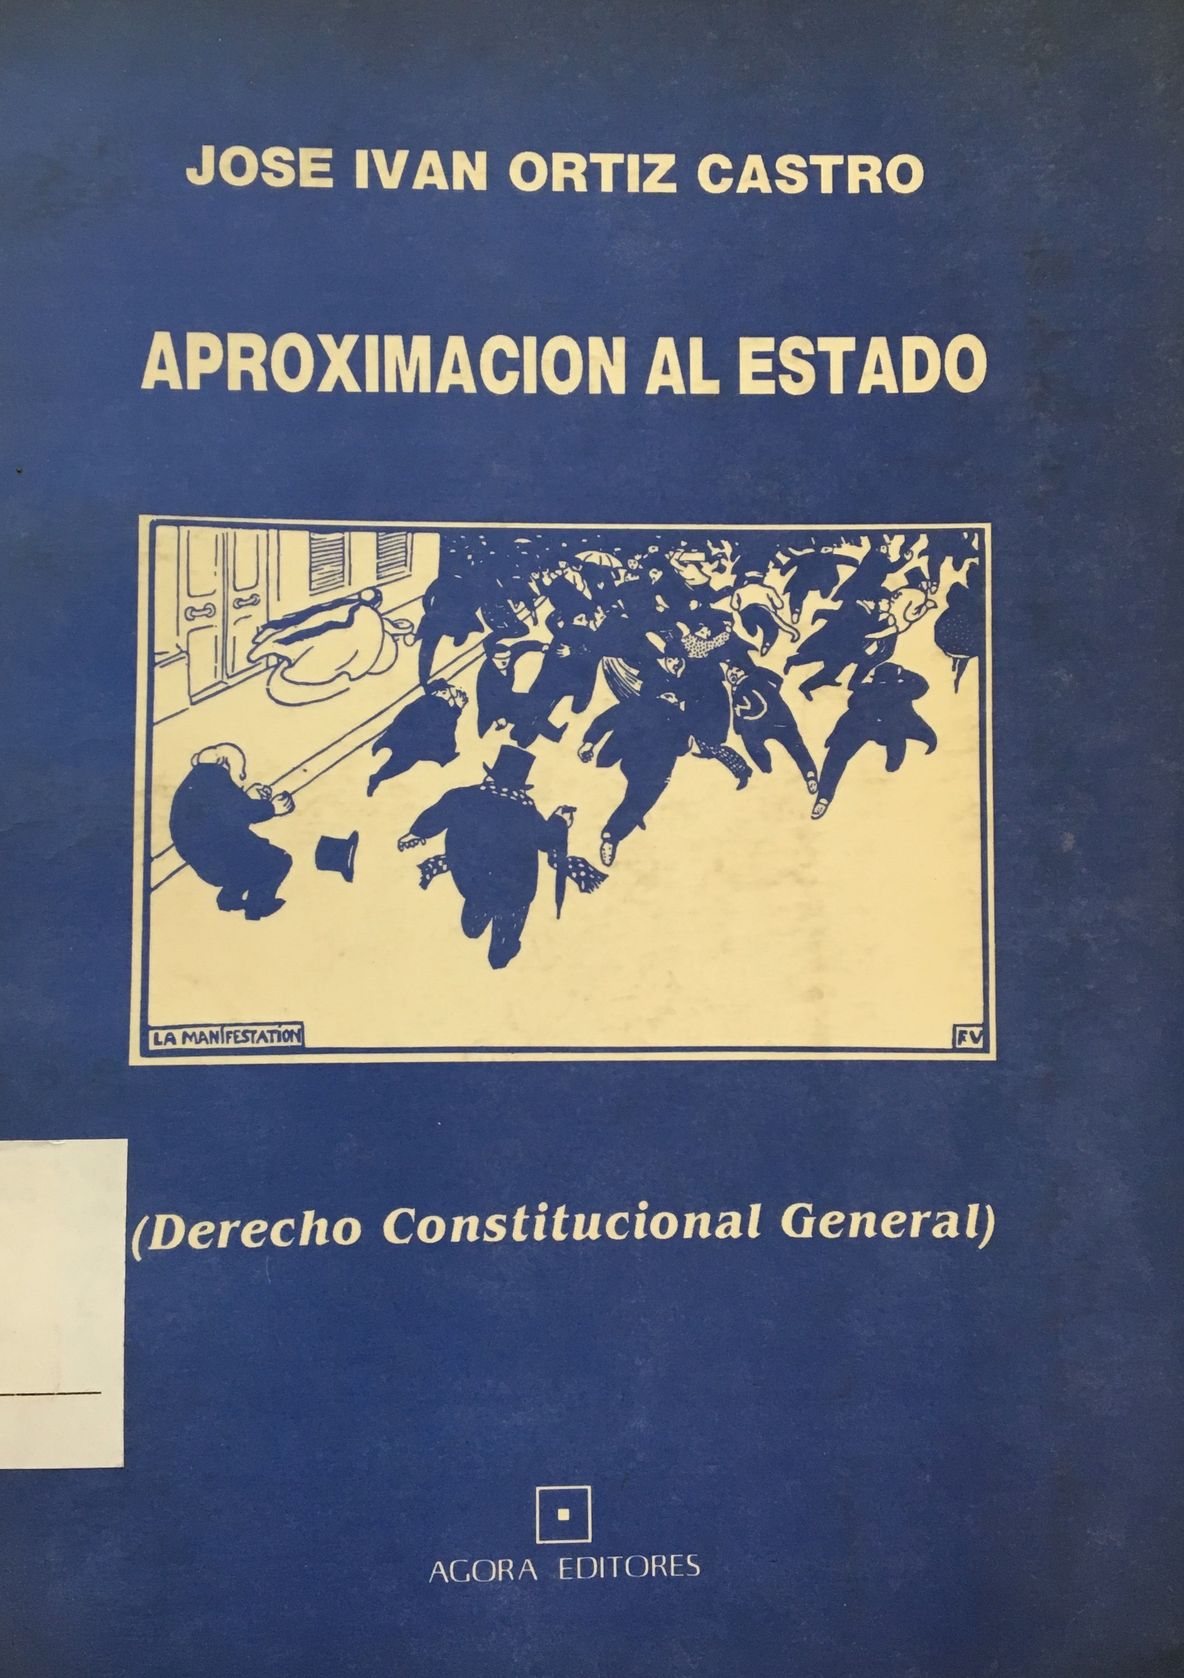 JOSE IVAN ORTIZ CASTRO
APROXIMACION AL ESTADO
LA MANIFESTATION
FV
(Derecho Constitucional General)
AGORA EDITORES